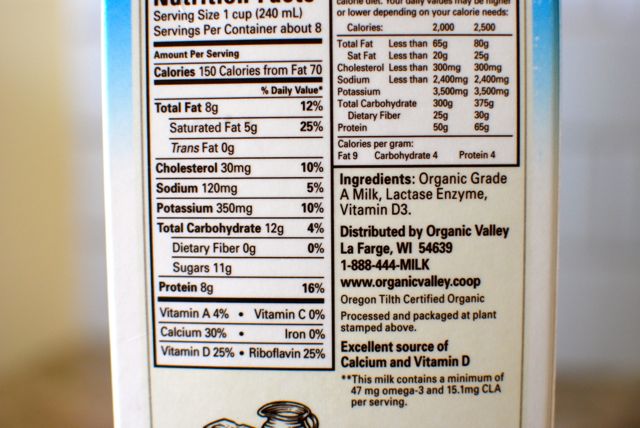 Nutrition Facts
Serving Size 1 cup (240 mL)
Servings Per Container about 8
Amount Per Serving
Calories 150 Calories from Fat 70
% Daily Value*
Total Fat 8g 12%
Saturated Fat 5g 25%
Trans Fat 0g
Cholesterol 30mg 10%
Sodium 120mg 5%
Potassium 350mg 10%
Total Carbohydrate 12g 4%
Dietary Fiber 0g 0%
Sugars 11g
Protein 8g 16%
Vitamin A 4% • Vitamin C 0%
Calcium 30% • Iron 0%
Vitamin D 25% • Riboflavin 25%
calorie diet. Your daily values may be higher
or lower depending on your calorie needs:
Calories: 2,000 2,500
Total Fat Less than 65g 80g
Sat Fat Less than 20g 25g
Cholesterol Less than 300mg 300mg
Sodium Less than 2,400mg 2,400mg
Potassium 3,500mg 3,500mg
Total Carbohydrate 300g 375g
Dietary Fiber 25g 30g
Protein 50g 65g
Calories per gram:
Fat 9 Carbohydrate 4 Protein 4
Ingredients: Organic Grade
A Milk, Lactase Enzyme,
Vitamin D3.
Distributed by Organic Valley
La Farge, WI 54639
1-888-444-MILK
www.organicvalley.coop
Oregon Tilth Certified Organic
Processed and packaged at plant
stamped above.
Excellent source of
Calcium and Vitamin D
**This milk contains a minimum of
47 mg omega-3 and 15.1mg CLA
per serving.